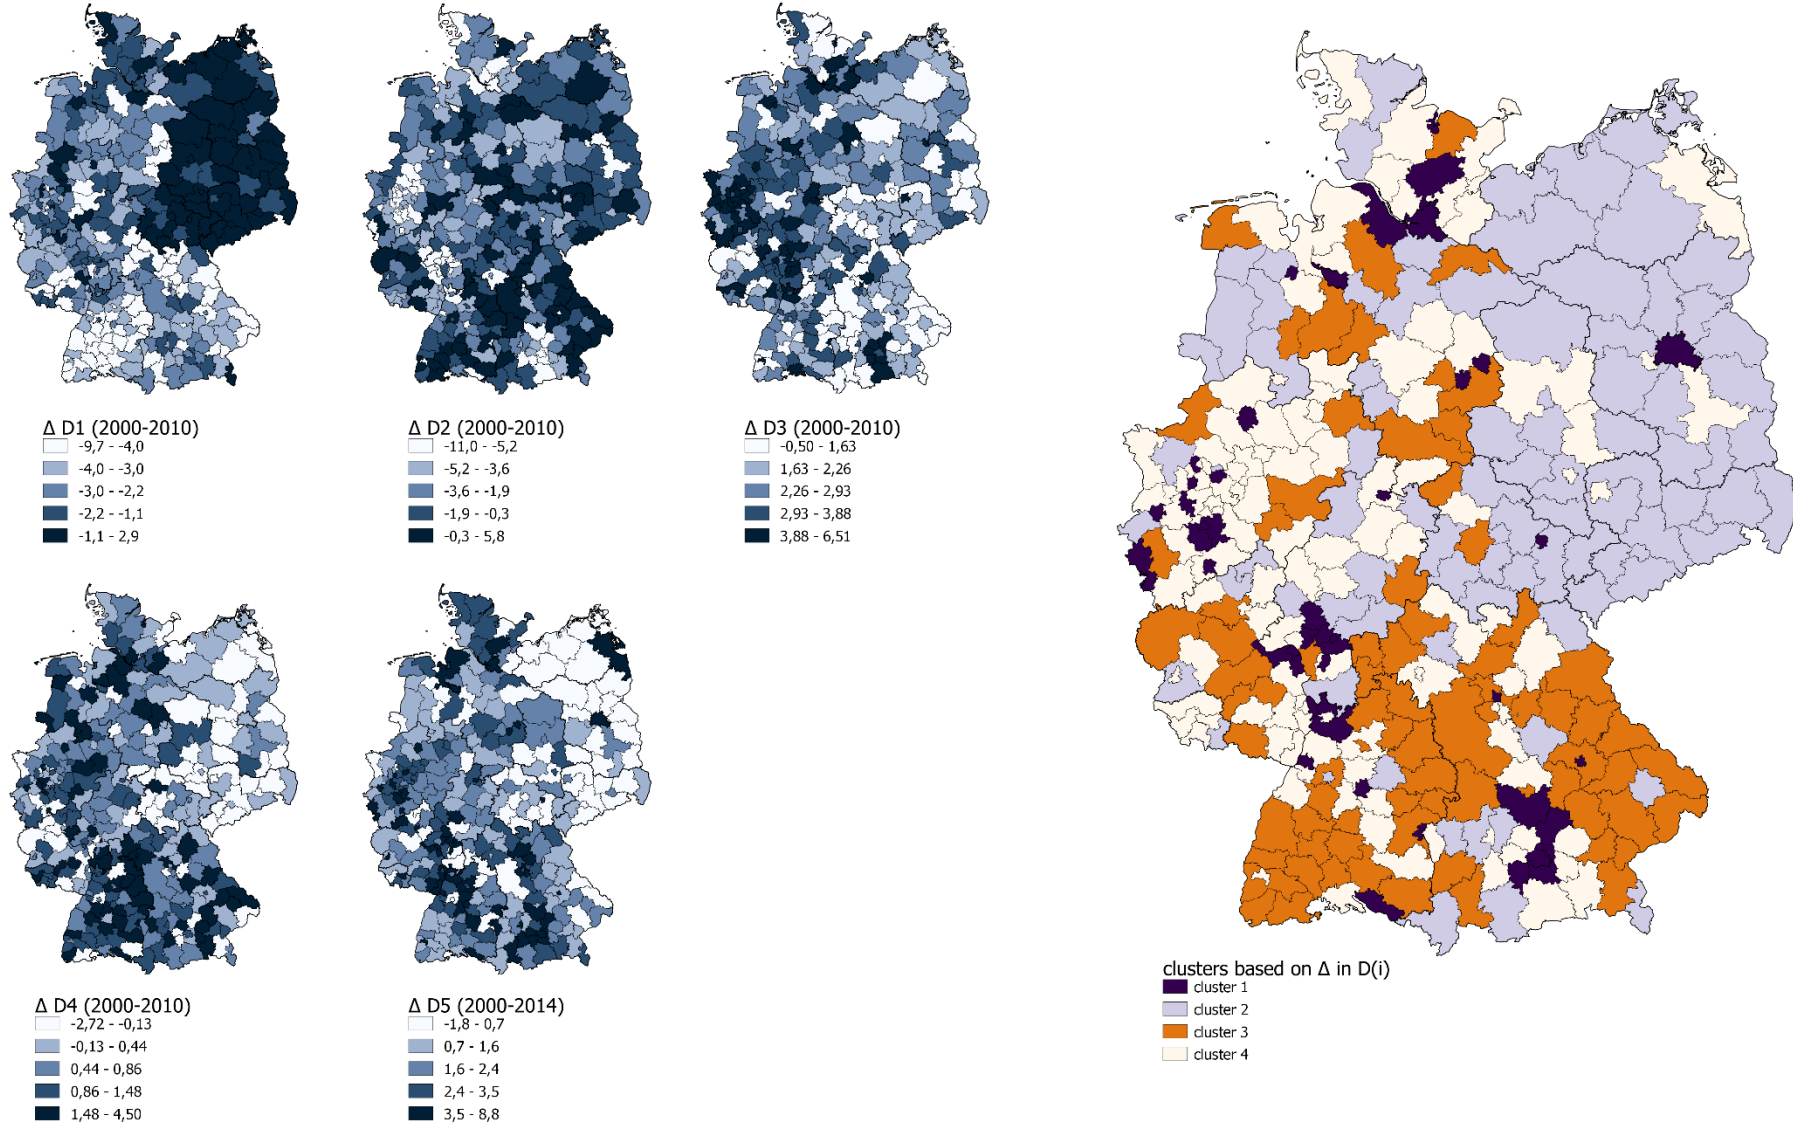 Δ D1 (2000-2010)
-9,7 - -4,0
-4,0 - -3,0
-3,0 - -2,2
-2,2 - -1,1
-1,1 - 2,9
Δ D2 (2000-2010)
-11,0 - -5,2
-5,2 - -3,6
-3,6 - -1,9
-1,9 - -0,3
-0,3 - 5,8
Δ D3 (2000-2010)
-0,50 - 1,63
1,63 - 2,26
2,26 - 2,93
2,93 - 3,88
3,88 - 6,51
Δ D4 (2000-2010)
-2,72 - -0,13
-0,13 - 0,44
0,44 - 0,86
0,86 - 1,48
1,48 - 4,50
Δ D5 (2000-2014)
-1,8 - 0,7
0,7 - 1,6
1,6 - 2,4
2,4 - 3,5
3,5 - 8,8
clusters based on Δ in D(i)
cluster 1
cluster 2
cluster 3
cluster 4